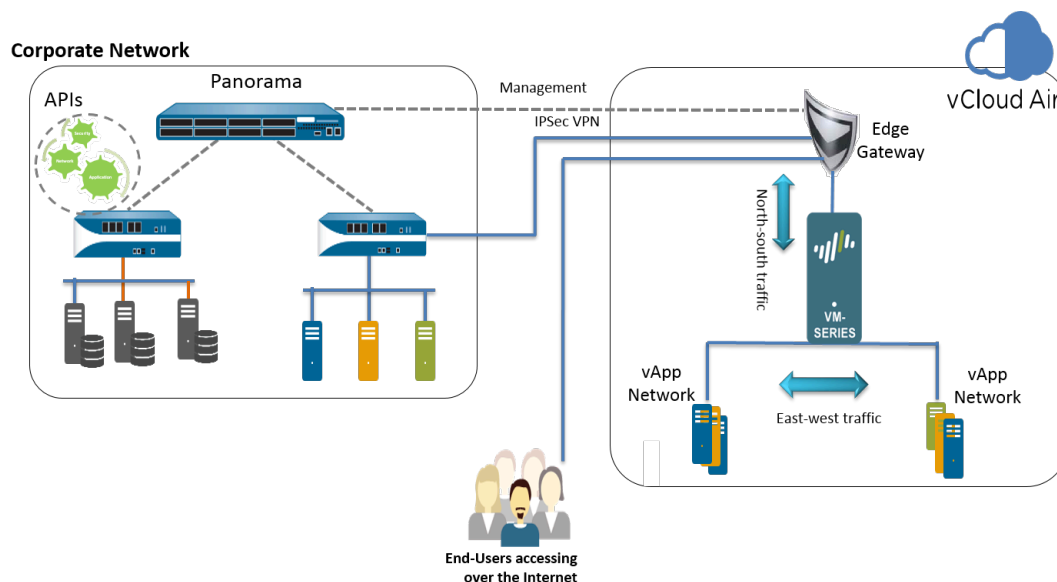 Corporate Network
Panorama
APIs
Security
Network
Application
Management
IPSec VPN
vCloud Air
Edge
Gateway
North-south traffic
VM-
SERIES
vApp
Network
vApp
Network
East-west traffic
End-Users accessing
over the Internet